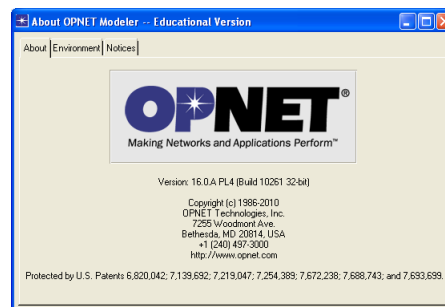 About OPNET Modeler -- Educational Version
About Environment Notices
OPNET®
Making Networks and Applications Perform™
Version: 16.0.A PL4 (Build 10261 32-bit)
Copyright (c) 1986-2010
OPNET Technologies, Inc.
7255 Woodmont Ave.
Bethesda, MD 20814, USA
+1 (240) 497-3000
http://www.opnet.com
Protected by U.S. Patents 6,820,042; 7,139,692; 7,219,047; 7,254,389; 7,672,238; 7,688,743; and 7,693,699.